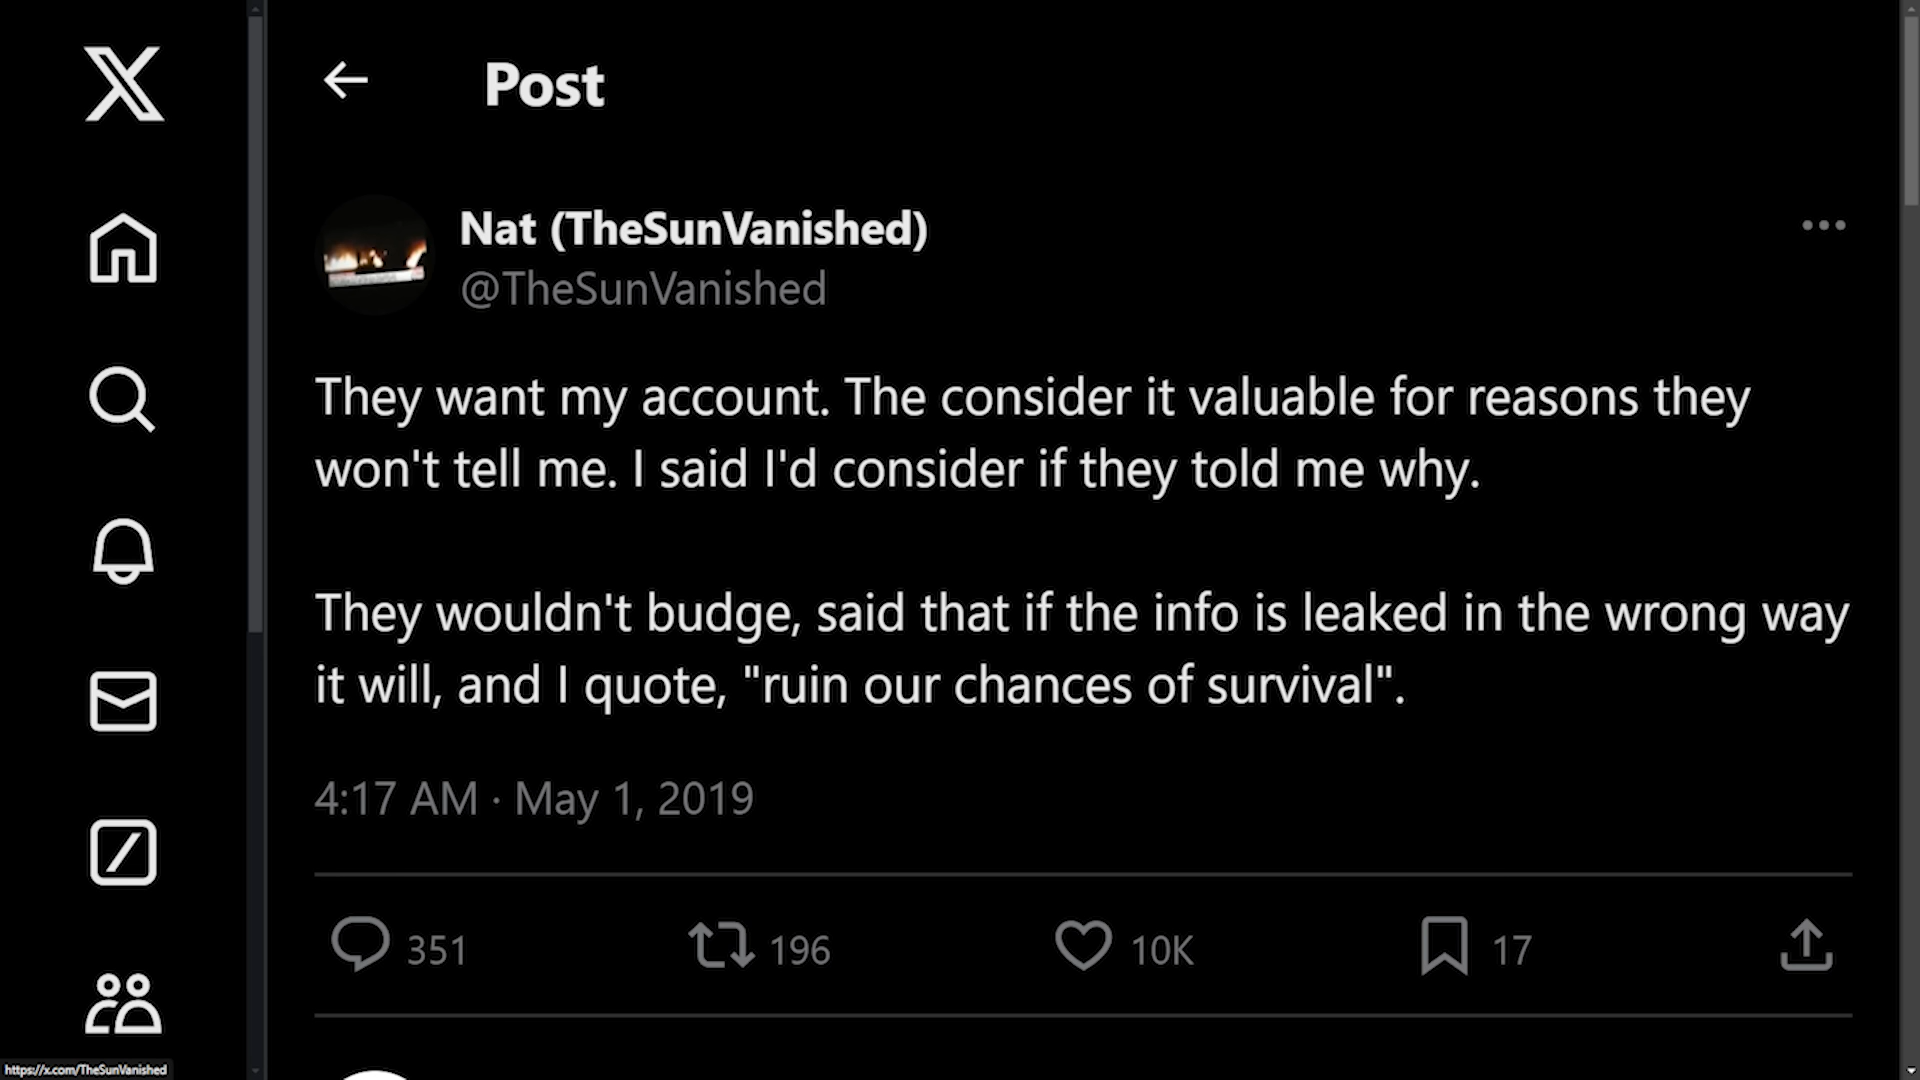 Post
Nat (TheSunVanished)
@TheSunVanished
They want my account. The consider it valuable for reasons they
won't tell me. I said I'd consider if they told me why.
They wouldn't budge, said that if the info is leaked in the wrong way
it will, and I quote, "ruin our chances of survival".
4:17 AM · May 1, 2019
351 196 10K 17
https://x.com/TheSunVanished